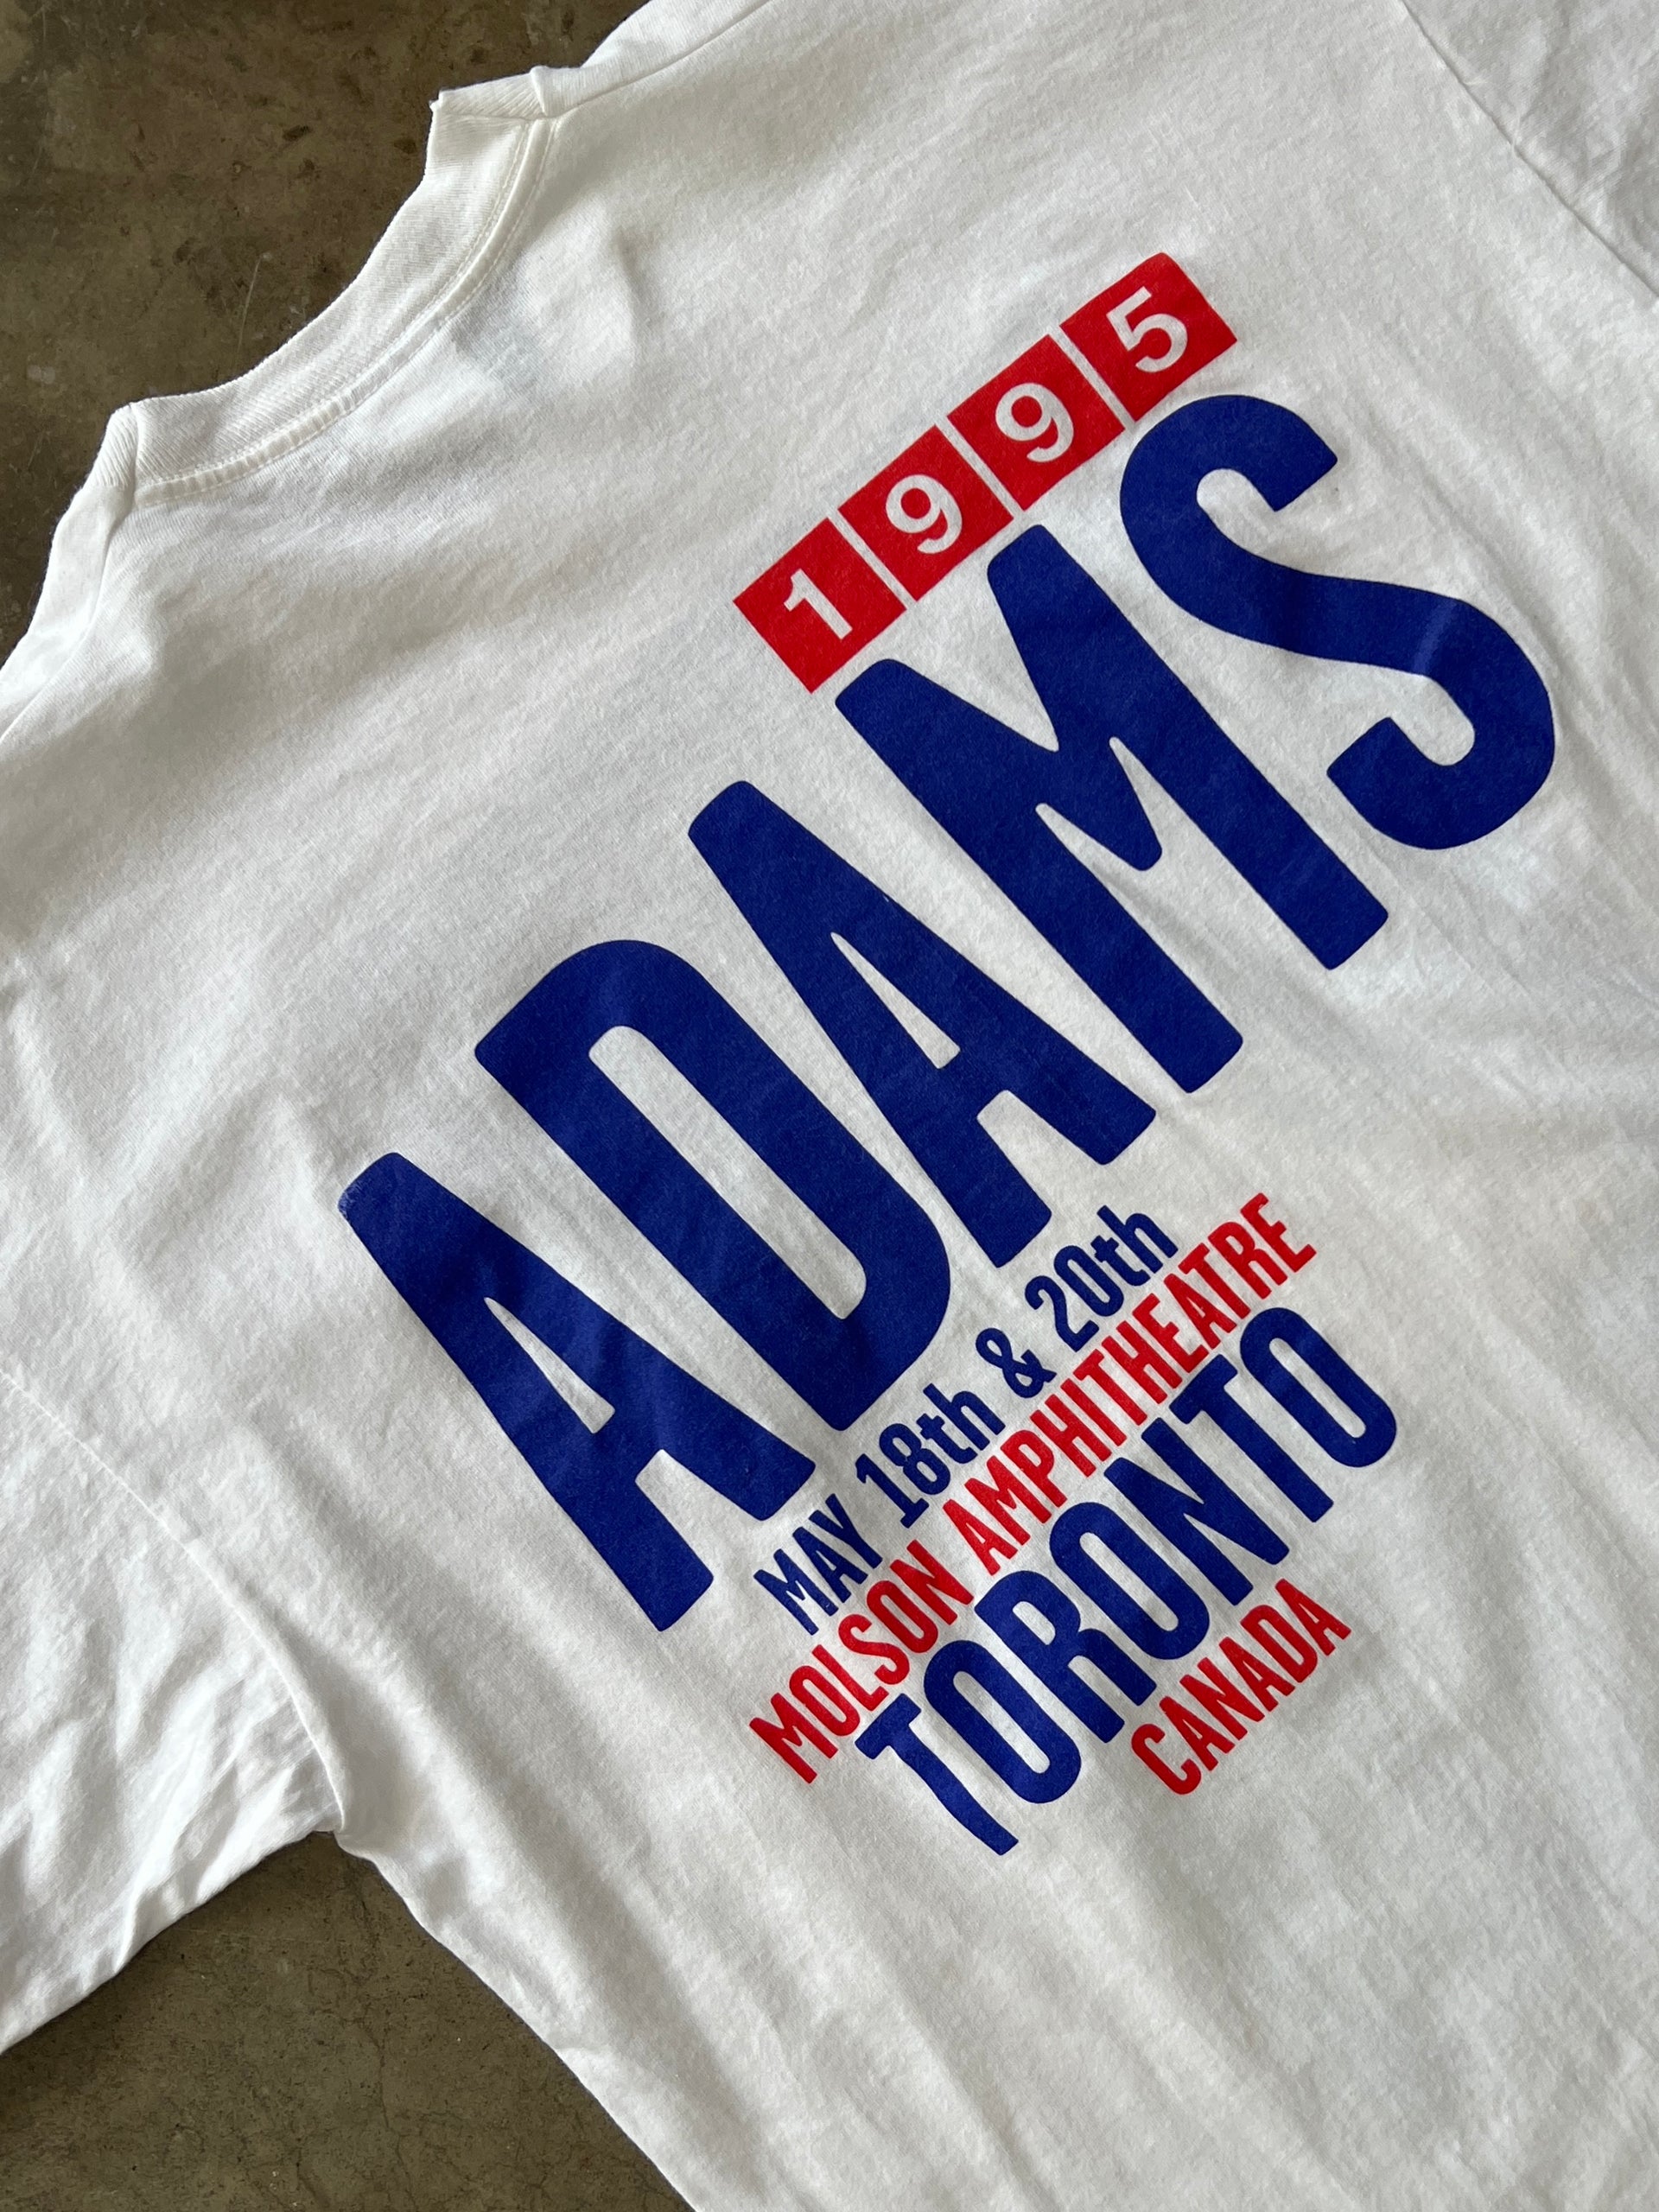 1995
ADAMS
MAY 18th & 20th
MOLSON AMPHITHEATRE
TORONTO
CANADA